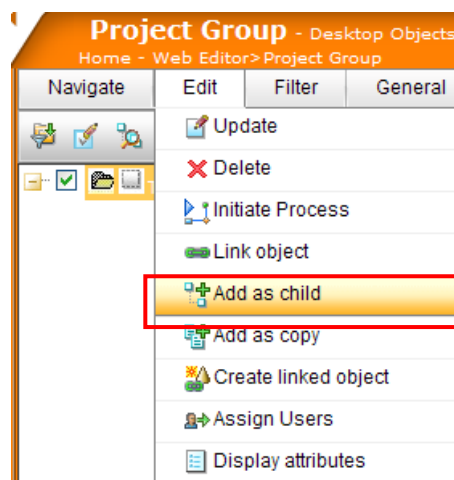 Project Group - Desktop Objects
Home - Web Editor>Project Group
Navigate Edit Filter General
Update
Delete
Initiate Process
Link object
Add as child
Add as copy
Create linked object
Assign Users
Display attributes